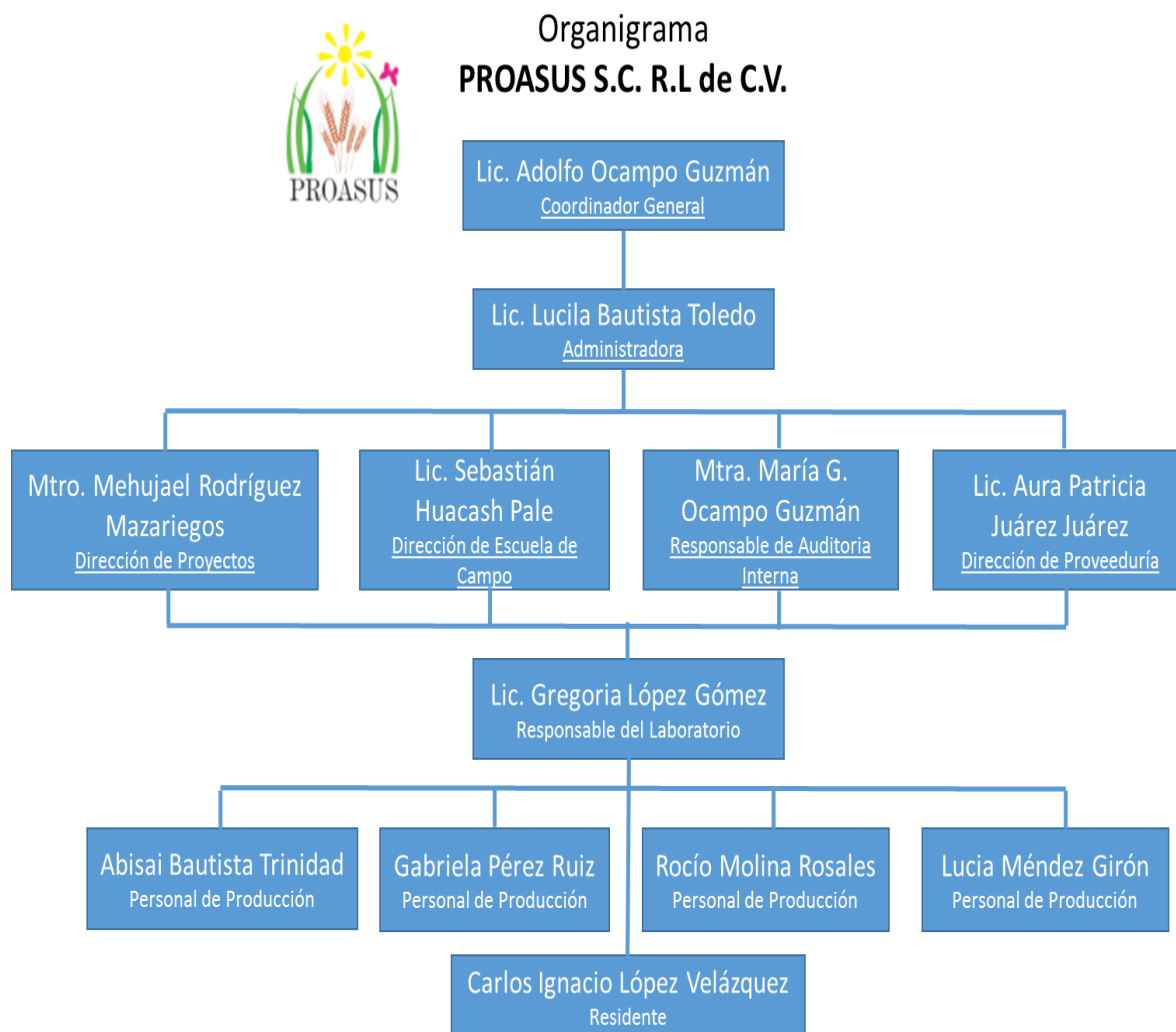 Organigrama
PROASUS S.C. R.L de C.V.
PROASUS
Lic. Adolfo Ocampo Guzmán
Coordinador General
Lic. Lucila Bautista Toledo
Administradora
Mtro. Mehujael Rodríguez
Mazariegos
Dirección de Proyectos
Lic. Sebastián
Huacash Pale
Dirección de Escuela de
Campo
Mtra. María G.
Ocampo Guzmán
Responsable de Auditoria
Interna
Lic. Aura Patricia
Juárez Juárez
Dirección de Proveeduría
Lic. Gregoria López Gómez
Responsable del Laboratorio
Abisai Bautista Trinidad
Personal de Producción
Gabriela Pérez Ruiz
Personal de Producción
Rocío Molina Rosales
Personal de Producción
Lucia Méndez Girón
Personal de Producción
Carlos Ignacio López Velázquez
Residente